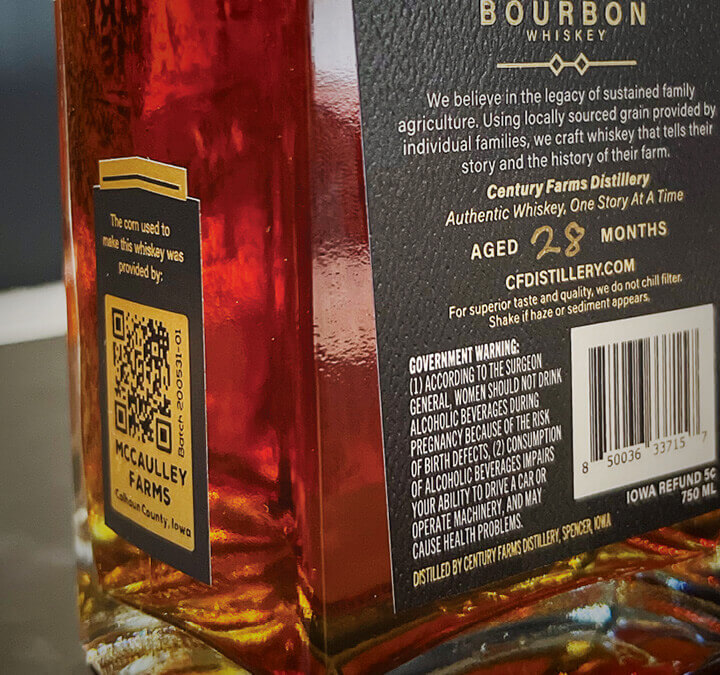 BOURBON
WHISKEY
We believe in the legacy of sustained family
agriculture. Using locally sourced grain provided by
individual families, we craft whiskey that tells their
story and the history of their farm.
Century Farms Distillery
Authentic Whiskey, One Story At A Time
AGED 28 MONTHS
CFDISTILLERY.COM
For superior taste and quality, we do not chill filter.
Shake if haze or sediment appears.
GOVERNMENT WARNING:
(1) ACCORDING TO THE SURGEON
GENERAL, WOMEN SHOULD NOT DRINK
ALCOHOLIC BEVERAGES DURING
PREGNANCY BECAUSE OF THE RISK
OF BIRTH DEFECTS. (2) CONSUMPTION
OF ALCOHOLIC BEVERAGES IMPAIRS
YOUR ABILITY TO DRIVE A CAR OR
OPERATE MACHINERY, AND MAY
CAUSE HEALTH PROBLEMS.
DISTILLED BY CENTURY FARMS DISTILLERY, SPENCER, IOWA
8 50036 33715 7
IOWA REFUND 5¢
750 ML
The corn used to
make this whiskey was
provided by:
Batch 200531-01
MCCAULLEY
FARMS
Calhoun County, Iowa